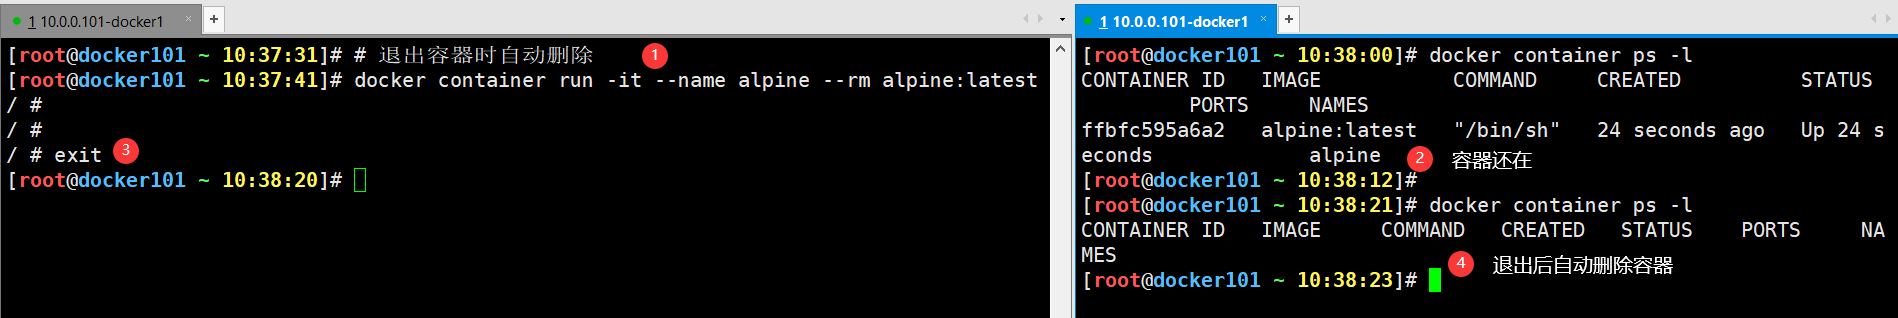 1 10.0.0.101-docker1
[root@docker101 ~ 10:37:31]# # 退出容器时自动删除 1
[root@docker101 ~ 10:37:41]# docker container run -it --name alpine --rm alpine:latest
/ #
/ #
/ # exit 3
[root@docker101 ~ 10:38:20]#
1 10.0.0.101-docker1
[root@docker101 ~ 10:38:00]# docker container ps -l
CONTAINER ID   IMAGE           COMMAND     CREATED          STATUS
         PORTS     NAMES
ffbfc595a6a2   alpine:latest   "/bin/sh"   24 seconds ago   Up 24 s
econds             alpine 2 容器还在
[root@docker101 ~ 10:38:12]#
[root@docker101 ~ 10:38:21]# docker container ps -l
CONTAINER ID   IMAGE     COMMAND   CREATED   STATUS    PORTS     NA
MES 4 退出后自动删除容器
[root@docker101 ~ 10:38:23]#